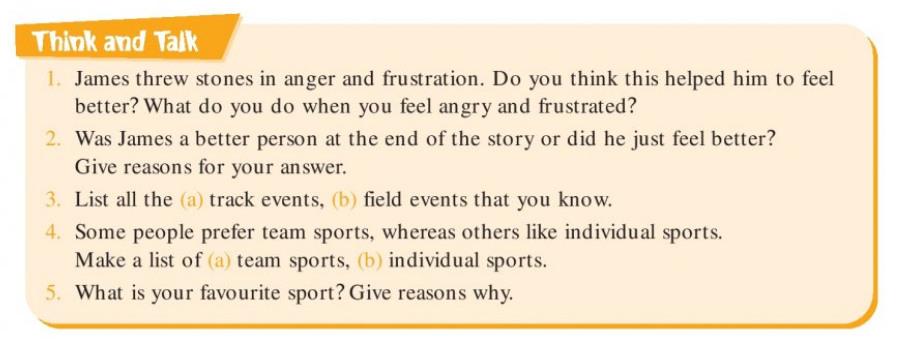 Think and Talk
1. James threw stones in anger and frustration. Do you think this helped him to feel
better? What do you do when you feel angry and frustrated?
2. Was James a better person at the end of the story or did he just feel better?
Give reasons for your answer.
3. List all the (a) track events, (b) field events that you know.
4. Some people prefer team sports, whereas others like individual sports.
Make a list of (a) team sports, (b) individual sports.
5. What is your favourite sport? Give reasons why.